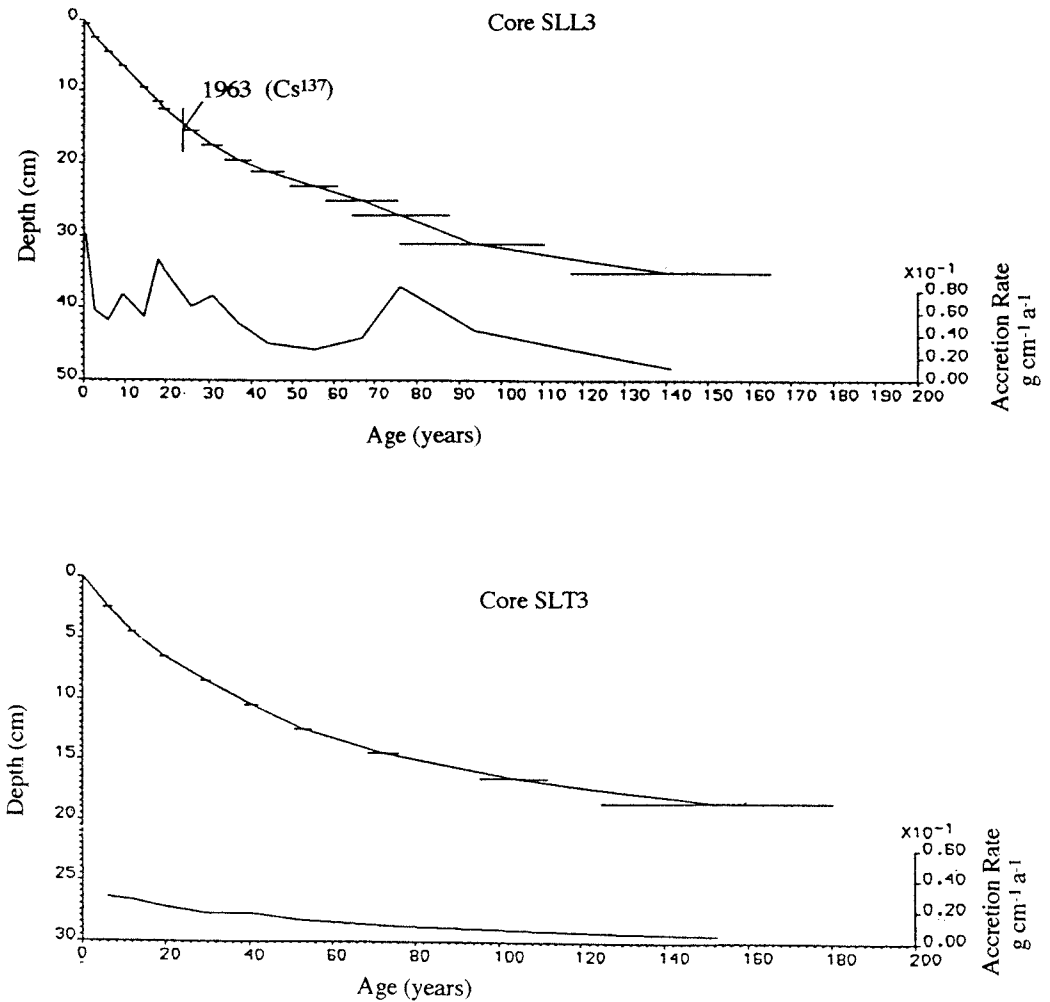 Core SLL3
0
10
20
30
40
50
Depth (cm)
1963 (Cs¹³⁷)
X10⁻¹
0.80
0.60
0.40
0.20
0.00
Accretion Rate
g cm⁻¹ a⁻¹
0 10 20 30 40 50 60 70 80 90 100 110 120 130 140 150 160 170 180 190 200
Age (years)
Core SLT3
0
5
10
15
20
25
30
Depth (cm)
X10⁻¹
0.60
0.40
0.20
0.00
Accretion Rate
g cm⁻¹ a⁻¹
0 20 40 60 80 100 120 140 160 180 200
Age (years)